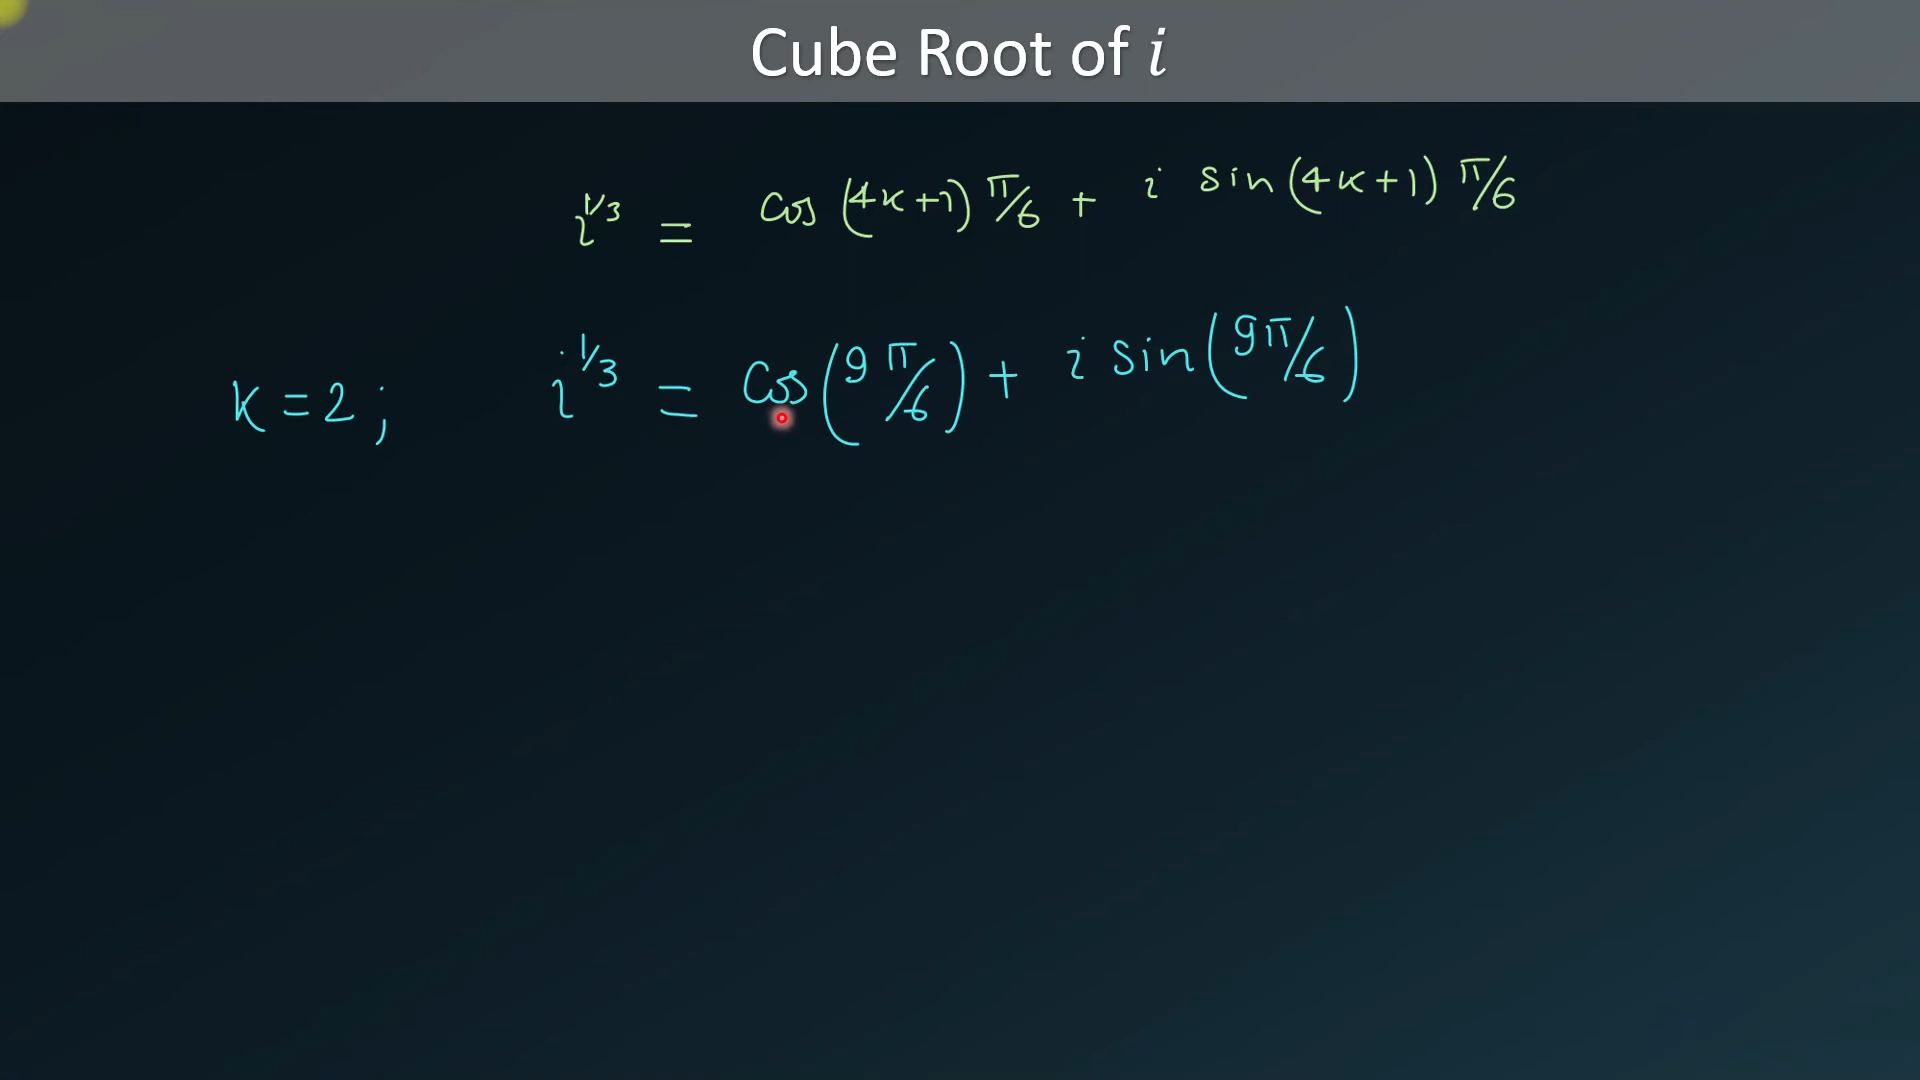 Cube Root of i
i^1/3 = cos (4k+1) π/6 + i sin (4k+1) π/6
k = 2 ; i^1/3 = cos (9 π/6) + i sin (9π/6)